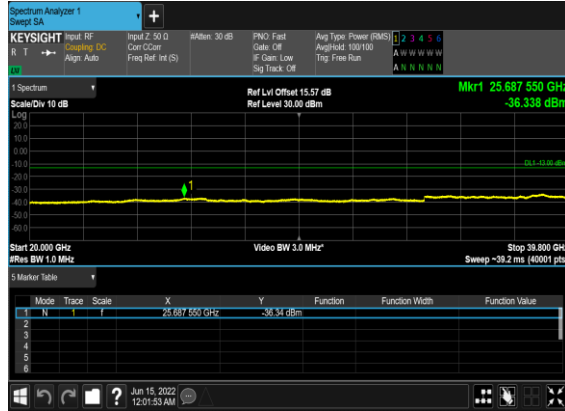 Spectrum Analyzer 1
Swept SA
+
KEYSIGHT
R T
LV
Input: RF
Coupling: DC
Align: Auto
Input Z: 50 Ω
Corr CCorr
Freq Ref: Int (S)
#Atten: 30 dB
PNO: Fast
Gate: Off
IF Gain: Low
Sig Track: Off
Avg Type: Power (RMS)
Avg|Hold: 100/100
Trig: Free Run
1 2 3 4 5 6
A W W W W W
A N N N N N
1 Spectrum
Scale/Div 10 dB
Log
Ref Lvl Offset 15.57 dB
Ref Level 30.00 dBm
Mkr1 25.687 550 GHz
-36.338 dBm
20.0
10.0
0.00
-10.0
-20.0
-30.0
-40.0
-50.0
-60.0
1
DL1 -13.00 dBm
Start 20.000 GHz
#Res BW 1.0 MHz
Video BW 3.0 MHz*
Stop 39.800 GHz
Sweep ~39.2 ms (40001 pts)
5 Marker Table
Mode Trace Scale X Y Function Function Width Function Value
1 N 1 f 25.687 550 GHz -36.34 dBm
2
3
4
5
6
?
Jun 15, 2022
12:01:53 AM